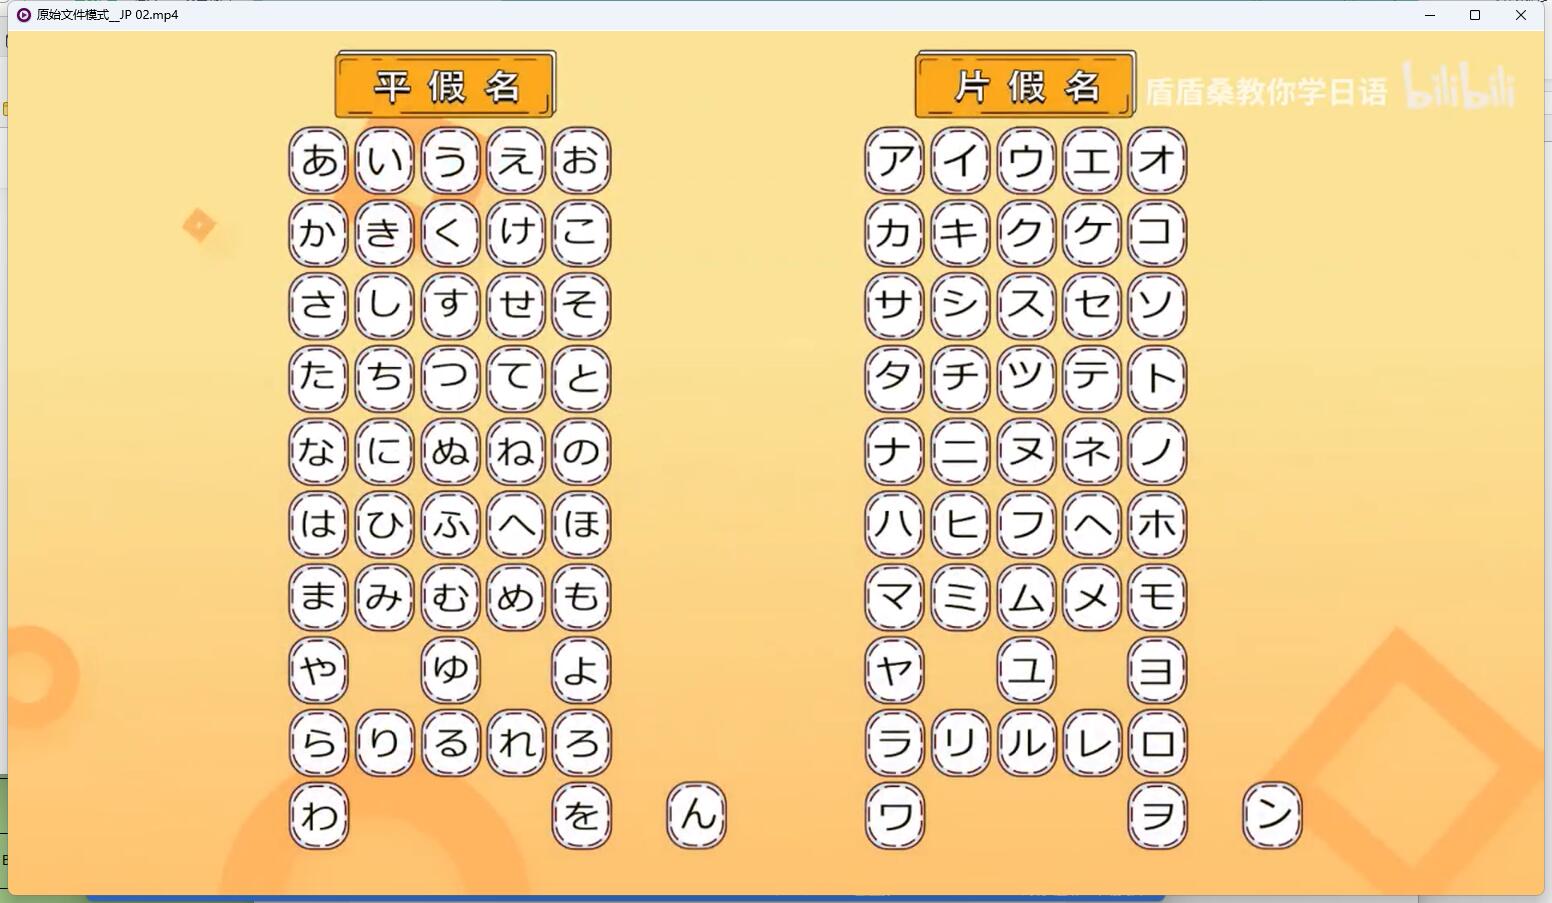 原始文件模式__JP 02.mp4
平假名
片假名
盾盾桑教你学日语 bilibili
あいうえお
かきくけこ
さしすせそ
たちつてと
なにぬねの
はひふへほ
まみむめも
や ゆ よ
らりるれろ
わ を ん
アイウエオ
カキクケコ
サシスセソ
タチツテト
ナニヌネノ
ハヒフヘホ
マミムメモ
ヤ ユ ヨ
ラリルレロ
ワ ヲ ン